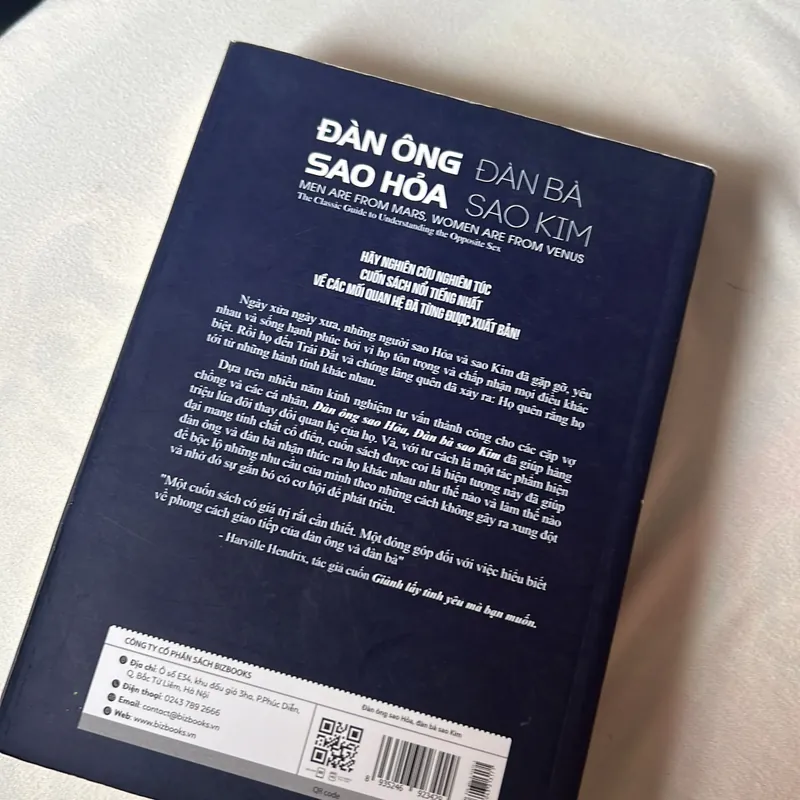 ĐÀN ÔNG
SAO HỎA
ĐÀN BÀ
SAO KIM
MEN ARE FROM MARS, WOMEN ARE FROM VENUS
The Classic Guide to Understanding the Opposite Sex
HÃY NGHIÊN CỨU NGHIÊM TÚC
CUỐN SÁCH NỔI TIẾNG NHẤT
VỀ CÁC MỐI QUAN HỆ ĐÃ TỪNG ĐƯỢC XUẤT BẢN!
Ngày xửa ngày xưa, những người sao Hỏa và sao Kim đã gặp gỡ, yêu
nhau và sống hạnh phúc bởi vì họ tôn trọng và chấp nhận mọi điều khác
biệt. Rồi họ đến Trái Đất và chứng lãng quên đã xảy ra: Họ quên rằng họ
tới từ những hành tinh khác nhau.
Dựa trên nhiều năm kinh nghiệm tư vấn thành công cho các cặp vợ
chồng và các cá nhân, Đàn ông sao Hỏa, Đàn bà sao Kim đã giúp hàng
triệu lứa đôi thay đổi quan hệ của họ. Và, với tư cách là một tác phẩm hiện
đại mang tính chất cổ điển, cuốn sách được coi là hiện tượng này đã giúp
đàn ông và đàn bà nhận thức ra họ khác nhau như thế nào và làm thế nào
để bộc lộ những nhu cầu của mình theo những cách không gây ra xung đột
và nhờ đó sự gắn bó có cơ hội để phát triển.
"Một cuốn sách có giá trị rất cần thiết. Một đóng góp đối với việc hiểu biết
về phong cách giao tiếp của đàn ông và đàn bà"
- Harville Hendrix, tác giả cuốn Giành lấy tình yêu mà bạn muốn.
CÔNG TY CỔ PHẦN SÁCH BIZBOOKS
Địa chỉ: Ô số E34, khu đấu giá 3ha, P.Phúc Diễn,
Q. Bắc Từ Liêm, Hà Nội
Điện thoại: 0243 789 2666
Email: contact@bizbooks.vn
Web: www.bizbooks.vn
Đàn ông sao Hỏa, đàn bà sao Kim
QR code
8 935246